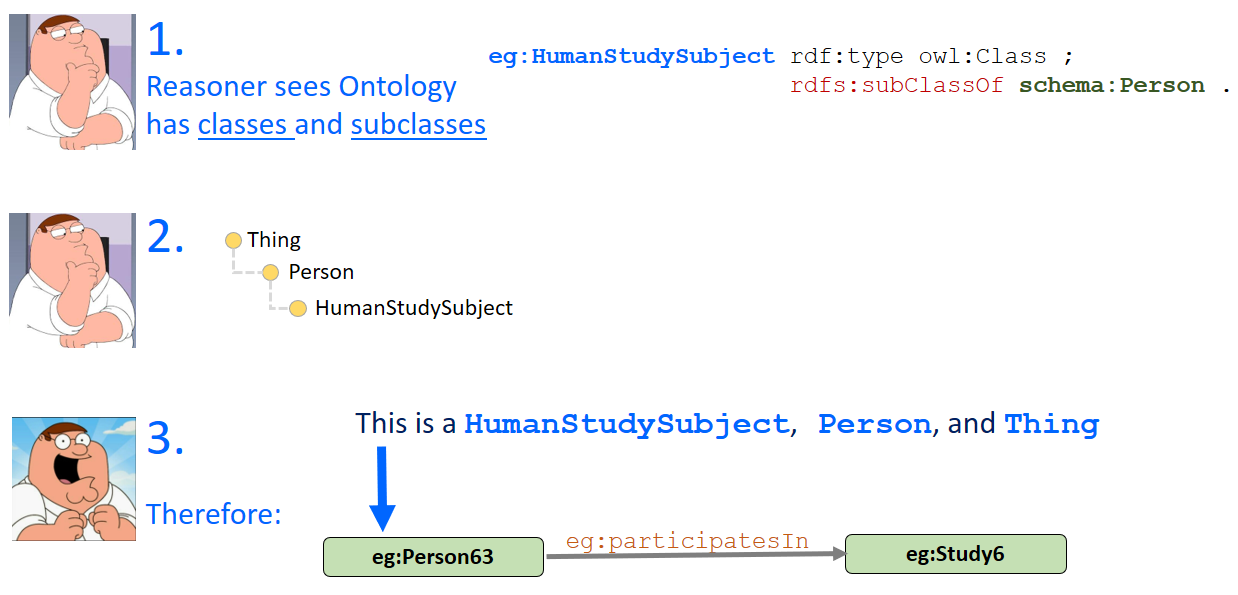 1.
Reasoner sees Ontology
has classes and subclasses
eg:HumanStudySubject rdf:type owl:Class ;
rdfs:subClassOf schema:Person .
2.
Thing
Person
HumanStudySubject
3.
This is a HumanStudySubject, Person, and Thing
Therefore:
eg:Person63
eg:participatesIn
eg:Study6